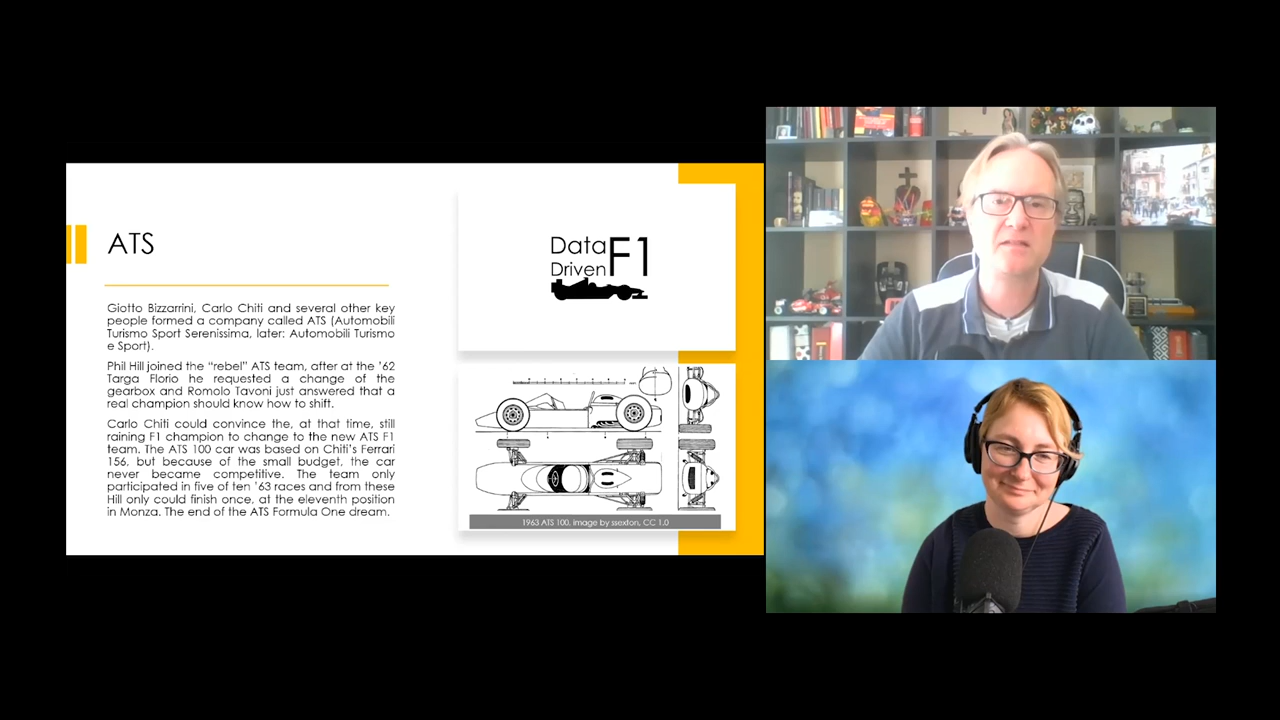 ATS
Giotto Bizzarrini, Carlo Chiti and several other key
people formed a company called ATS (Automobili
Turismo Sport Serenissima, later: Automobili Turismo
e Sport).
Phil Hill joined the “rebel” ATS team, after at the ’62
Targa Florio he requested a change of the
gearbox and Romolo Tavoni just answered that a
real champion should know how to shift.
Carlo Chiti could convince the, at that time, still
raining F1 champion to change to the new ATS F1
team. The ATS 100 car was based on Chiti’s Ferrari
156, but because of the small budget, the car
never became competitive. The team only
participated in five of ten ’63 races and from these
Hill only could finish once, at the eleventh position
in Monza. The end of the ATS Formula One dream.
Data
Driven F1
1963 ATS 100, image by ssexton, CC 1.0